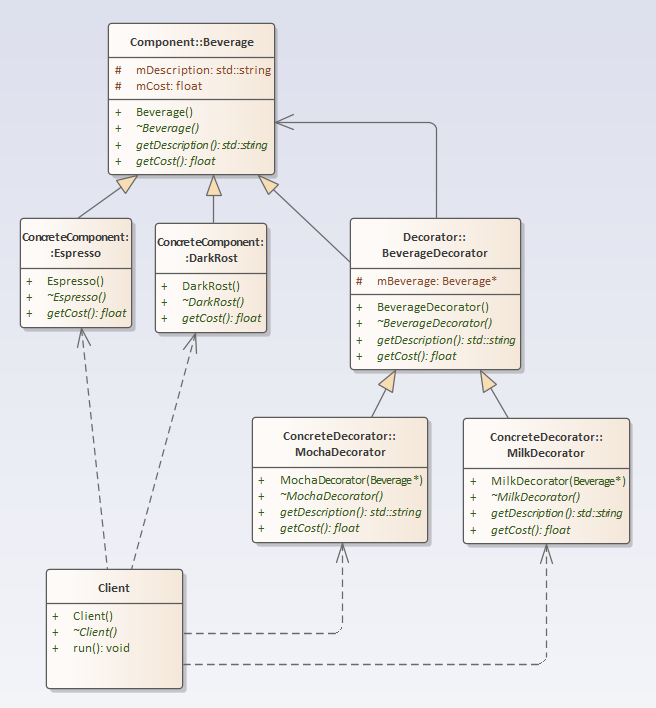 Component::Beverage
# mDescription: std::string
# mCost: float
+ Beverage()
+ ~Beverage()
+ getDescription(): std::string
+ getCost(): float
ConcreteComponent:
:Espresso
+ Espresso()
+ ~Espresso()
+ getCost(): float
ConcreteComponent:
:DarkRost
+ DarkRost()
+ ~DarkRost()
+ getCost(): float
Decorator::
BeverageDecorator
# mBeverage: Beverage*
+ BeverageDecorator()
+ ~BeverageDecorator()
+ getDescription(): std::string
+ getCost(): float
ConcreteDecorator::
MochaDecorator
+ MochaDecorator(Beverage*)
+ ~MochaDecorator()
+ getDescription(): std::string
+ getCost(): float
ConcreteDecorator::
MilkDecorator
+ MilkDecorator(Beverage*)
+ ~MilkDecorator()
+ getDescription(): std::string
+ getCost(): float
Client
+ Client()
+ ~Client()
+ run(): void